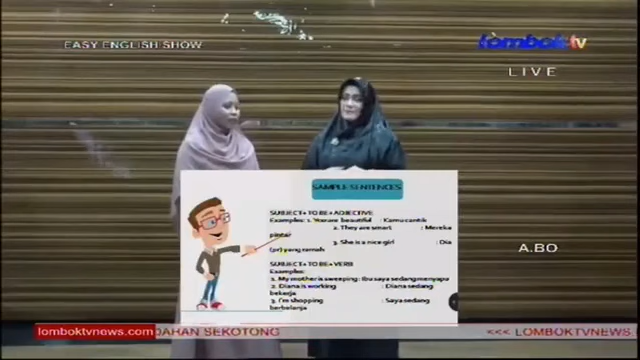 EASY ENGLISH SHOW
lomboktv
LIVE
SAMPLE SENTENCES
SUBJECT+ TO BE+ ADJECTIVE
Examples: 1. You are beautiful : Kamu cantik
2. They are smart : Mereka
pintar
3. She is a nice girl : Dia
(pr) yang ramah
SUBJECT+ TO BE+ VERB
Examples:
1. My mother is sweeping : Ibu saya sedang menyapu
2. Diana is working : Diana sedang
bekerja
3. I'm shopping : Saya sedang
berbelanja
A.BO
lomboktvnews.com DAHAN SEKOTONG <<< LOMBOKTVNEWS.COM